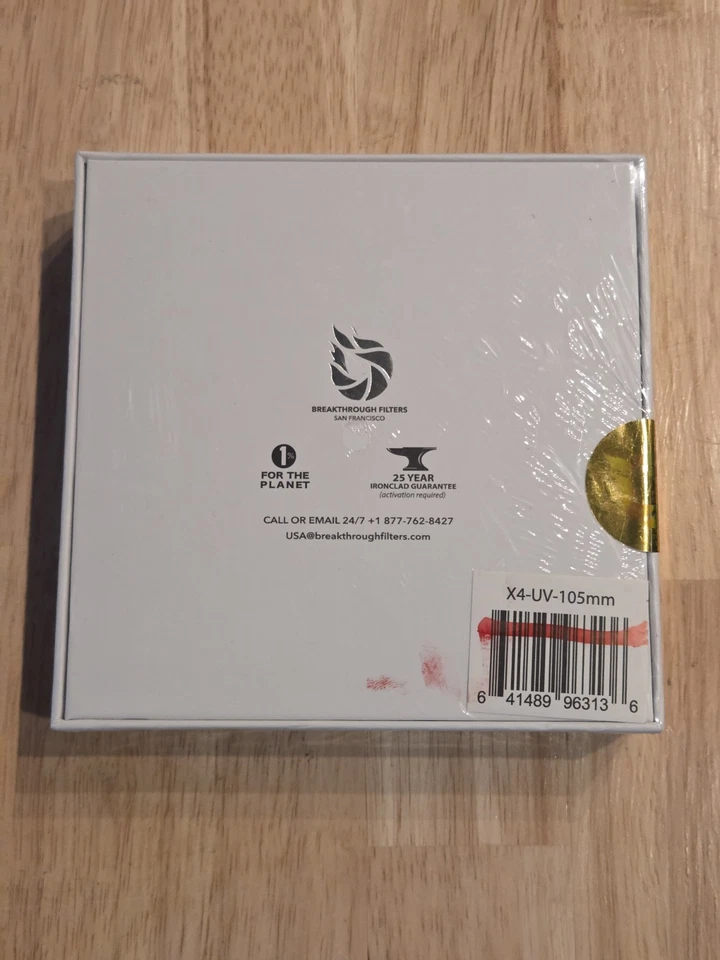 BREAKTHROUGH FILTERS
SAN FRANCISCO
1%
FOR THE
PLANET
25 YEAR
IRONCLAD GUARANTEE
(activation required)
CALL OR EMAIL 24/7 +1 877-762-8427
USA@breakthroughfilters.com
X4-UV-105mm
6 41489 96313 6